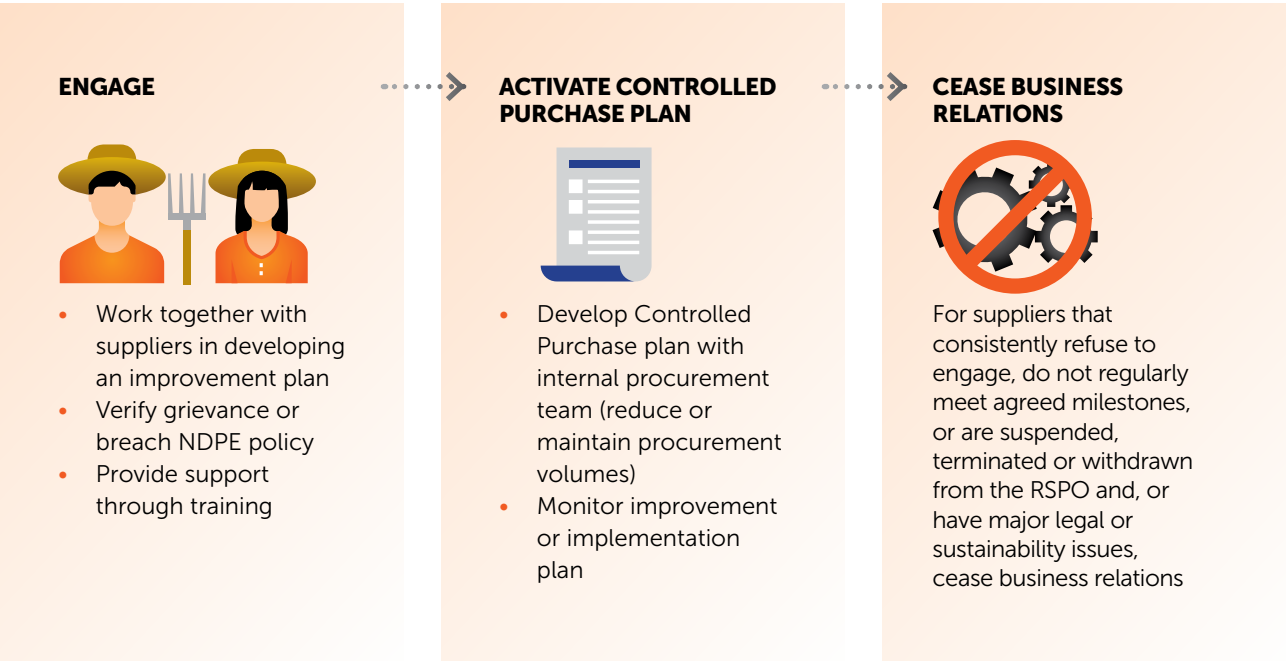 ENGAGE
• Work together with
suppliers in developing
an improvement plan
• Verify grievance or
breach NDPE policy
• Provide support
through training
ACTIVATE CONTROLLED
PURCHASE PLAN
• Develop Controlled
Purchase plan with
internal procurement
team (reduce or
maintain procurement
volumes)
• Monitor improvement
or implementation
plan
CEASE BUSINESS
RELATIONS
For suppliers that
consistently refuse to
engage, do not regularly
meet agreed milestones,
or are suspended,
terminated or withdrawn
from the RSPO and, or
have major legal or
sustainability issues,
cease business relations